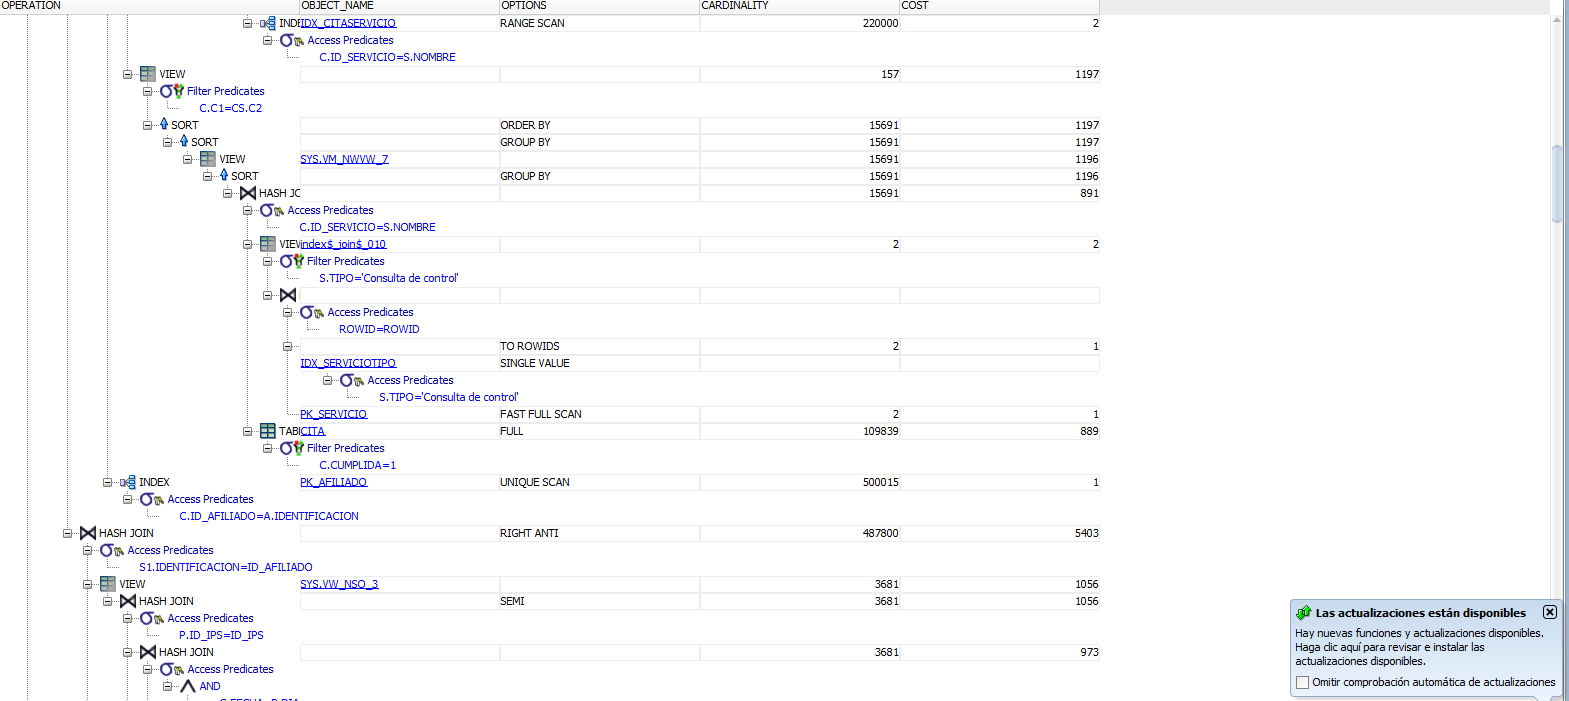 OPERATION OBJECT_NAME OPTIONS CARDINALITY COST
INDE IDX_CITASERVICIO RANGE SCAN 220000 2
Access Predicates
C.ID_SERVICIO=S.NOMBRE
VIEW 157 1197
Filter Predicates
C.C1=CS.C2
SORT ORDER BY 15691 1197
SORT GROUP BY 15691 1197
VIEW SYS.VM_NWVW_7 15691 1196
SORT GROUP BY 15691 1196
HASH JO 15691 891
Access Predicates
C.ID_SERVICIO=S.NOMBRE
VIEW index$_join$_010 2 2
Filter Predicates
S.TIPO='Consulta de control'
Access Predicates
ROWID=ROWID
TO ROWIDS 2 1
IDX_SERVICIOTIPO SINGLE VALUE
Access Predicates
S.TIPO='Consulta de control'
PK_SERVICIO FAST FULL SCAN 2 1
TABL CITA FULL 109839 889
Filter Predicates
C.CUMPLIDA=1
INDEX PK_AFILIADO UNIQUE SCAN 500015 1
Access Predicates
C.ID_AFILIADO=A.IDENTIFICACION
HASH JOIN RIGHT ANTI 487800 5403
Access Predicates
S1.IDENTIFICACION=ID_AFILIADO
VIEW SYS.VW_NSO_3 3681 1056
HASH JOIN SEMI 3681 1056
Access Predicates
P.ID_IPS=ID_IPS
HASH JOIN 3681 973
Access Predicates
AND
Las actualizaciones están disponibles
Hay nuevas funciones y actualizaciones disponibles.
Haga clic aquí para revisar e instalar las
actualizaciones disponibles.
Omitir comprobación automática de actualizaciones